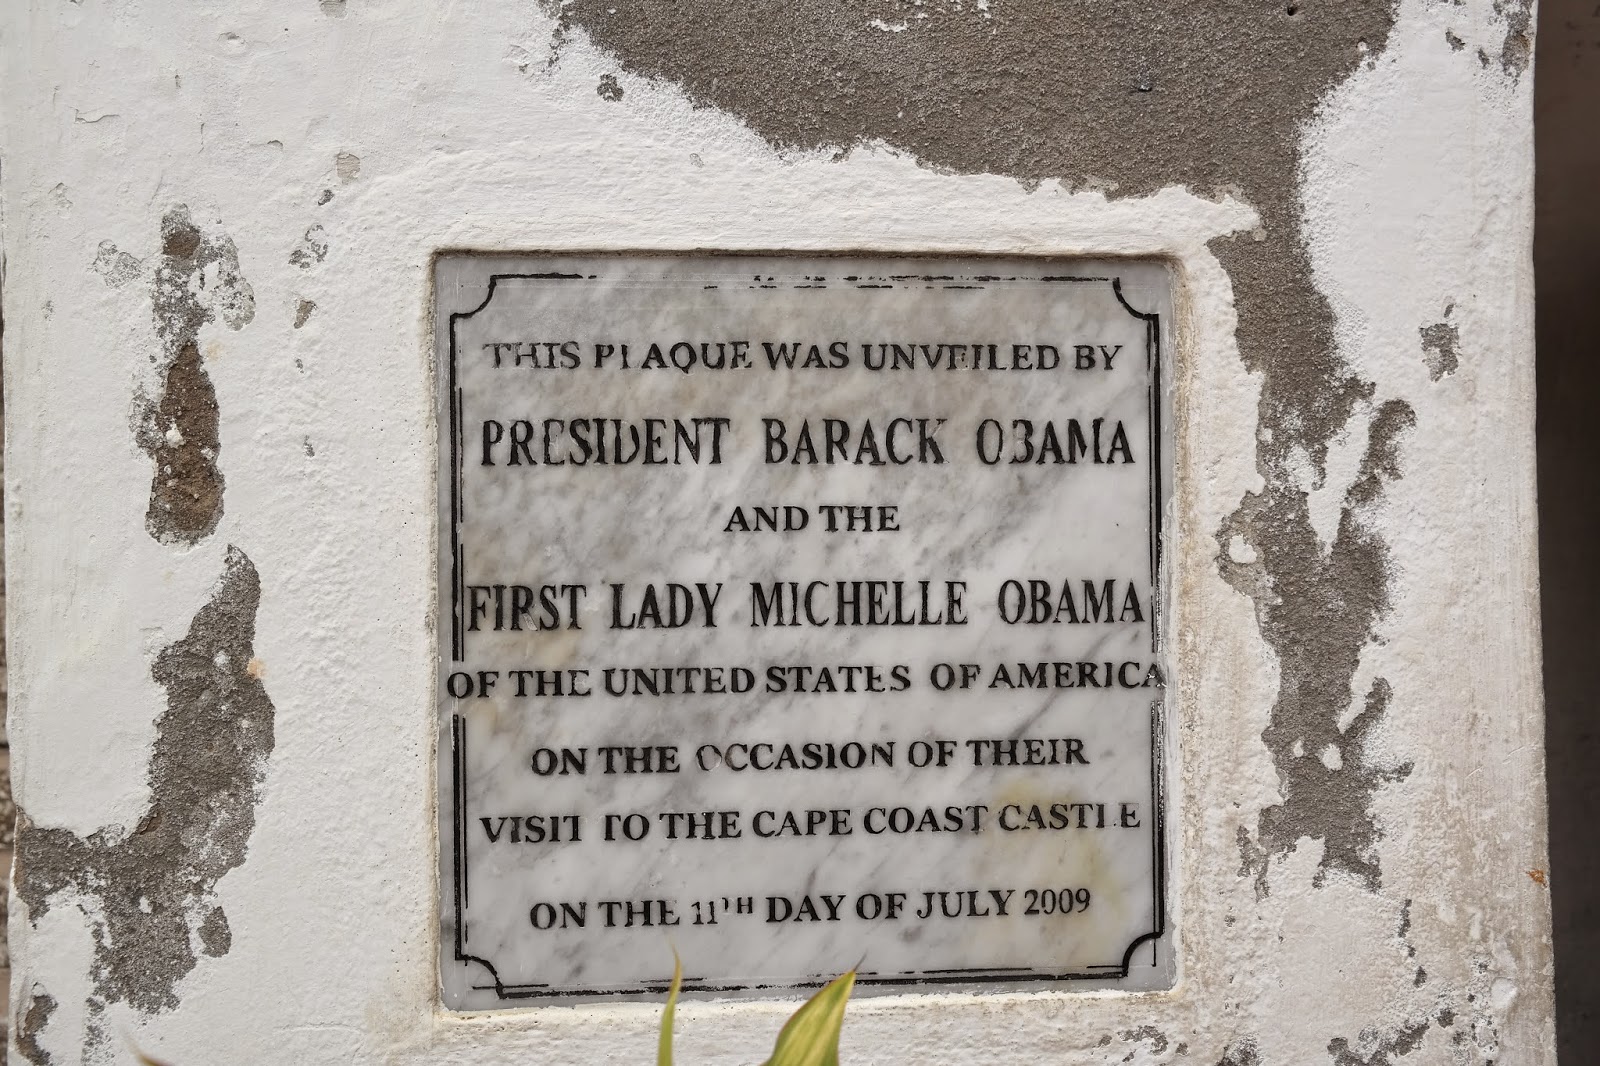 THIS PLAQUE WAS UNVEILED BY
PRESIDENT BARACK OBAMA
AND THE
FIRST LADY MICHELLE OBAMA
OF THE UNITED STATES OF AMERICA
ON THE OCCASION OF THEIR
VISIT TO THE CAPE COAST CASTLE
ON THE 11TH DAY OF JULY 2009